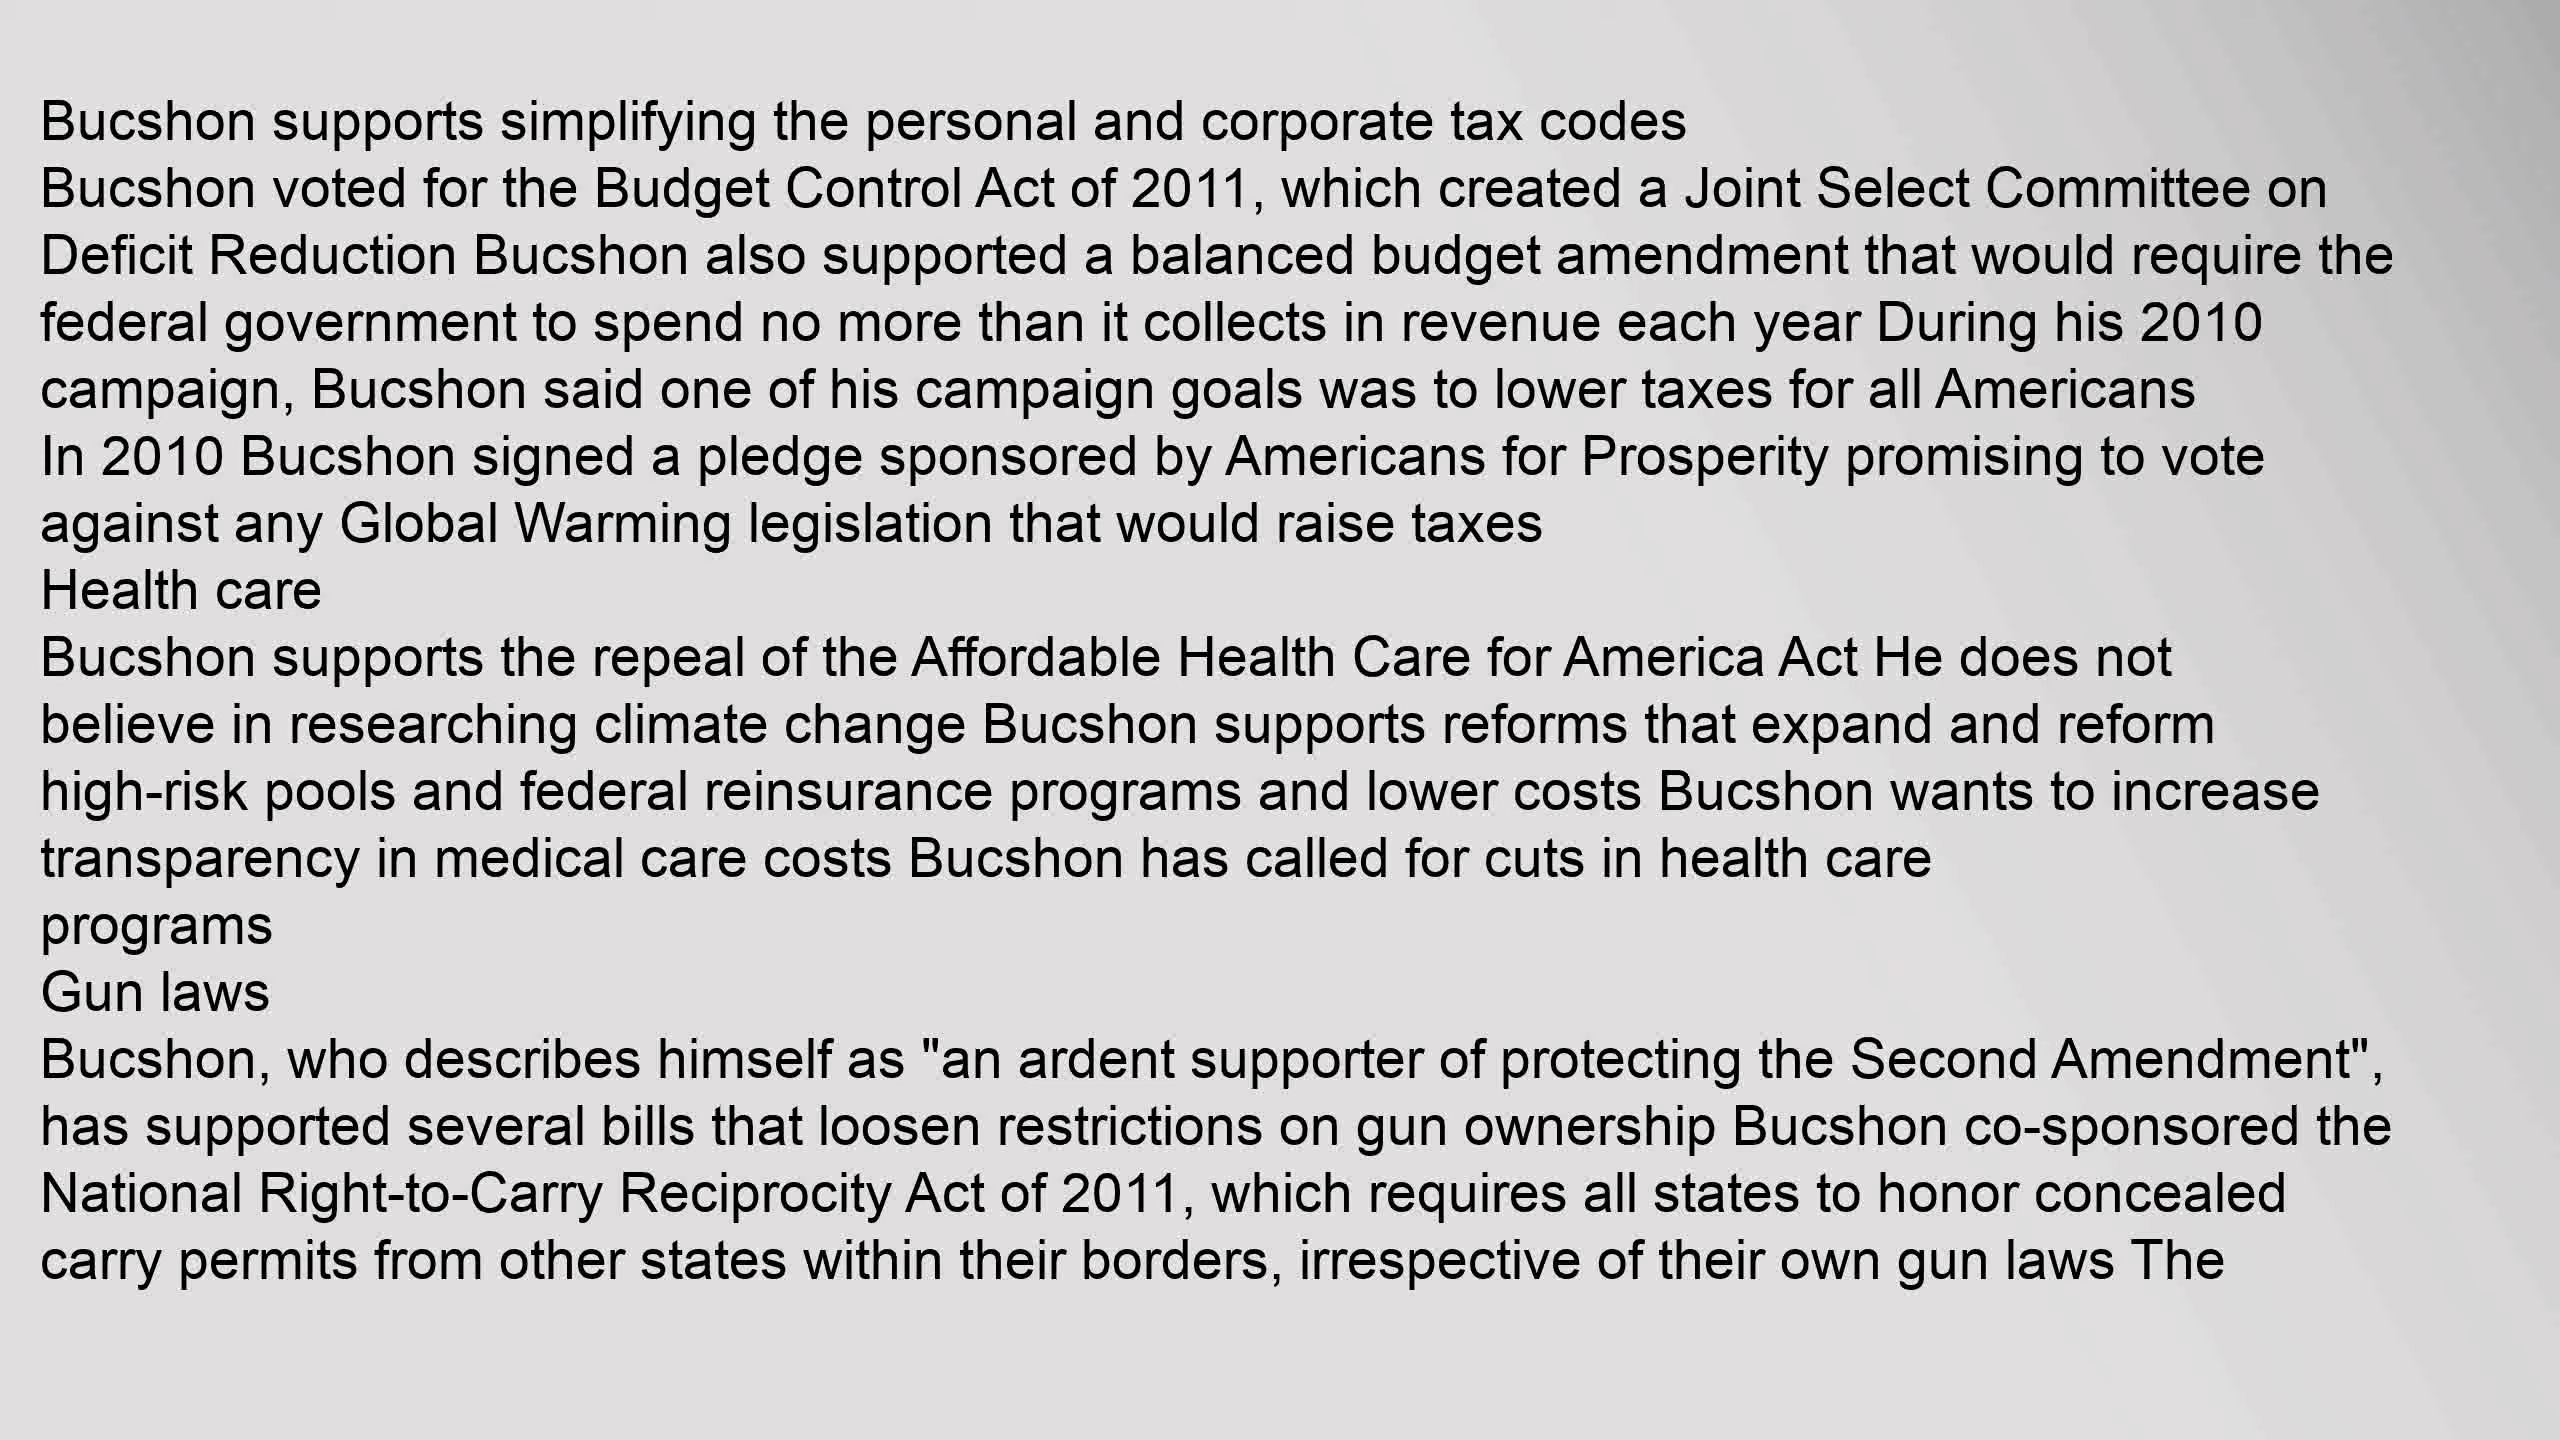 Bucshon supports simplifying the personal and corporate tax codes
Bucshon voted for the Budget Control Act of 2011, which created a Joint Select Committee on
Deficit Reduction Bucshon also supported a balanced budget amendment that would require the
federal government to spend no more than it collects in revenue each year During his 2010
campaign, Bucshon said one of his campaign goals was to lower taxes for all Americans
In 2010 Bucshon signed a pledge sponsored by Americans for Prosperity promising to vote
against any Global Warming legislation that would raise taxes
Health care
Bucshon supports the repeal of the Affordable Health Care for America Act He does not
believe in researching climate change Bucshon supports reforms that expand and reform
high-risk pools and federal reinsurance programs and lower costs Bucshon wants to increase
transparency in medical care costs Bucshon has called for cuts in health care
programs
Gun laws
Bucshon, who describes himself as "an ardent supporter of protecting the Second Amendment",
has supported several bills that loosen restrictions on gun ownership Bucshon co-sponsored the
National Right-to-Carry Reciprocity Act of 2011, which requires all states to honor concealed
carry permits from other states within their borders, irrespective of their own gun laws The